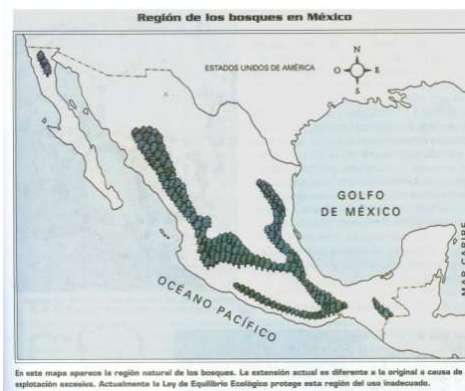 Región de los bosques en México
ESTADOS UNIDOS DE AMÉRICA
N
O E
S
GOLFO
DE MÉXICO
MAR CARIBE
OCÉANO PACÍFICO
En este mapa aparece la región natural de los bosques. La extensión actual es diferente a la original a causa de
explotación excesiva. Actualmente la Ley de Equilibrio Ecológico protege esta región del uso inadecuado.